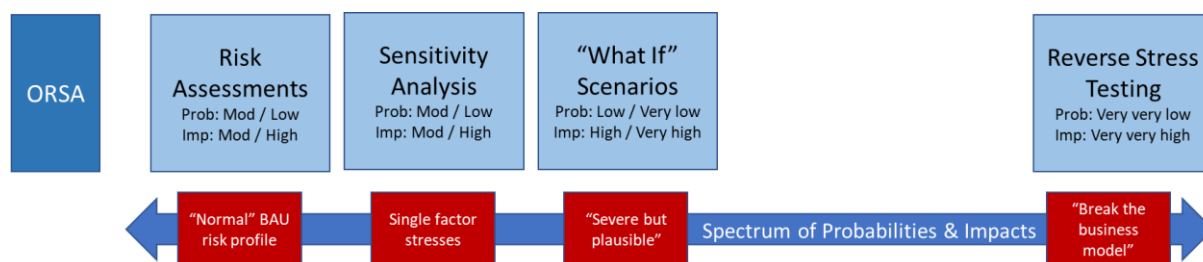 ORSA
Risk
Assessments
Prob: Mod / Low
Imp: Mod / High
Sensitivity
Analysis
Prob: Mod / Low
Imp: Mod / High
“What If”
Scenarios
Prob: Low / Very low
Imp: High / Very high
Reverse Stress
Testing
Prob: Very very low
Imp: Very very high
“Normal” BAU
risk profile
Single factor
stresses
“Severe but
plausible”
Spectrum of Probabilities & Impacts
“Break the
business
model”